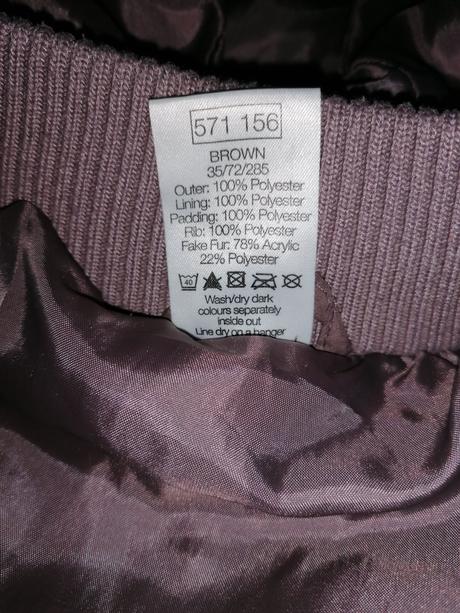 571 156
BROWN
35/72/285
Outer: 100% Polyester
Lining: 100% Polyester
Padding: 100% Polyester
Rib: 100% Polyester
Fake Fur: 78% Acrylic
22% Polyester
40
Wash/dry dark
colours separately
inside out
Line dry on a hanger